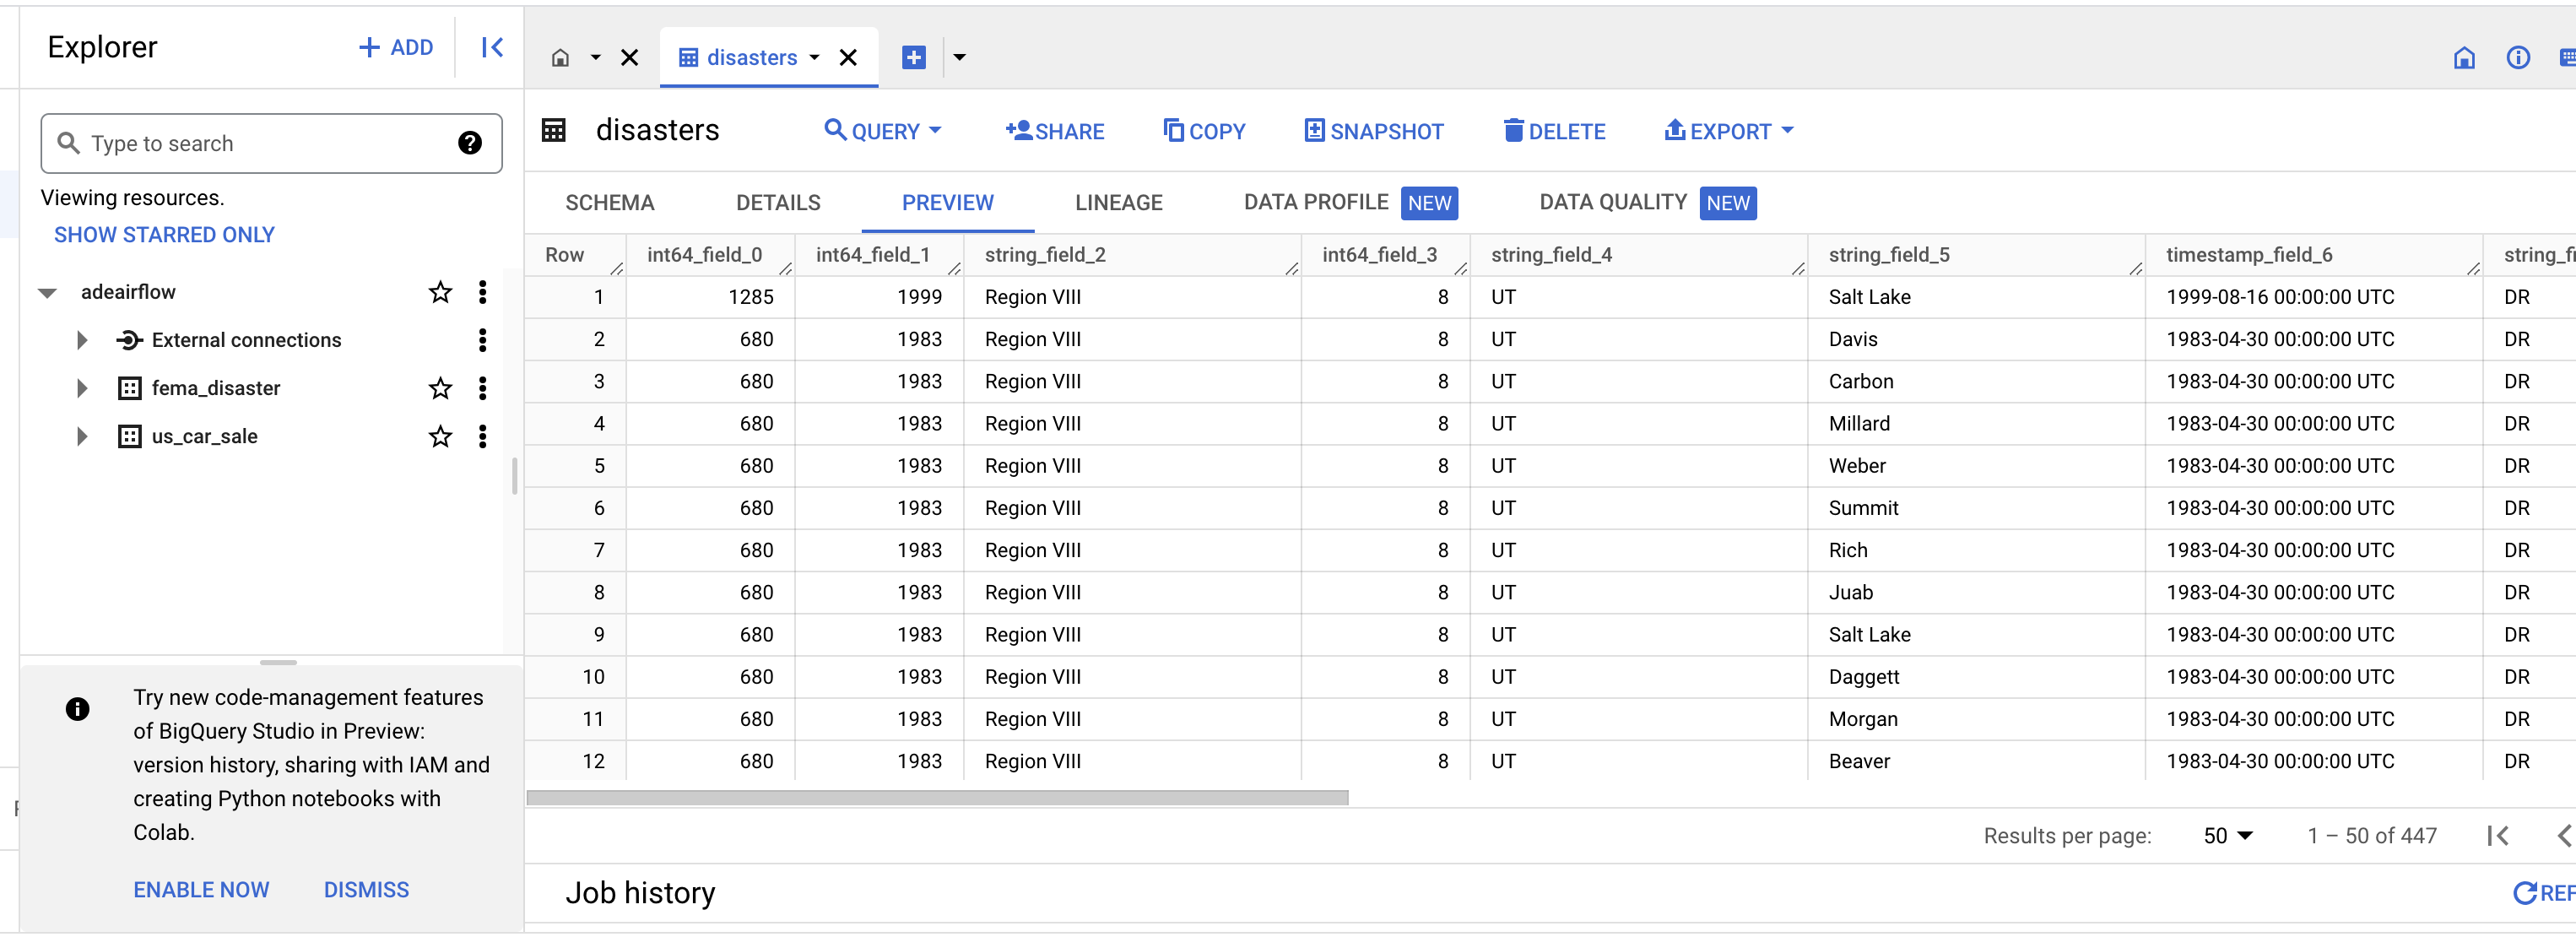 Explorer
ADD
Type to search
Viewing resources.
SHOW STARRED ONLY
adeairflow
External connections
fema_disaster
us_car_sale
Try new code-management features
of BigQuery Studio in Preview:
version history, sharing with IAM and
creating Python notebooks with
Colab.
ENABLE NOW DISMISS
disasters
disasters QUERY SHARE COPY SNAPSHOT DELETE EXPORT
SCHEMA DETAILS PREVIEW LINEAGE DATA PROFILE NEW DATA QUALITY NEW
Row int64_field_0 int64_field_1 string_field_2 int64_field_3 string_field_4 string_field_5 timestamp_field_6 string_fi
1 1285 1999 Region VIII 8 UT Salt Lake 1999-08-16 00:00:00 UTC DR
2 680 1983 Region VIII 8 UT Davis 1983-04-30 00:00:00 UTC DR
3 680 1983 Region VIII 8 UT Carbon 1983-04-30 00:00:00 UTC DR
4 680 1983 Region VIII 8 UT Millard 1983-04-30 00:00:00 UTC DR
5 680 1983 Region VIII 8 UT Weber 1983-04-30 00:00:00 UTC DR
6 680 1983 Region VIII 8 UT Summit 1983-04-30 00:00:00 UTC DR
7 680 1983 Region VIII 8 UT Rich 1983-04-30 00:00:00 UTC DR
8 680 1983 Region VIII 8 UT Juab 1983-04-30 00:00:00 UTC DR
9 680 1983 Region VIII 8 UT Salt Lake 1983-04-30 00:00:00 UTC DR
10 680 1983 Region VIII 8 UT Daggett 1983-04-30 00:00:00 UTC DR
11 680 1983 Region VIII 8 UT Morgan 1983-04-30 00:00:00 UTC DR
12 680 1983 Region VIII 8 UT Beaver 1983-04-30 00:00:00 UTC DR
Results per page: 50 1 – 50 of 447
Job history
REF